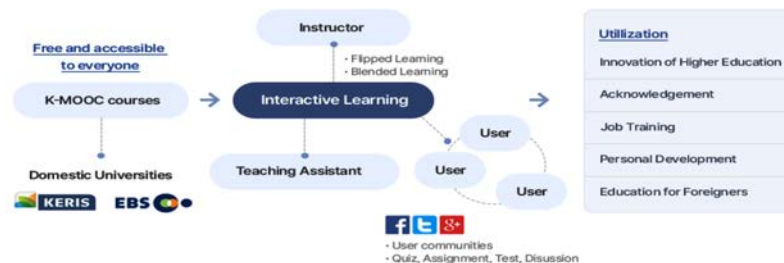 Free and accessible
to everyone
K-MOOC courses
Domestic Universities
KERIS
EBS
Instructor
· Flipped Learning
· Blended Learning
Interactive Learning
Teaching Assistant
User
User
User
f t g+
· User communities
· Quiz, Assignment, Test, Disussion
Utillization
Innovation of Higher Education
Acknowledgement
Job Training
Personal Development
Education for Foreigners